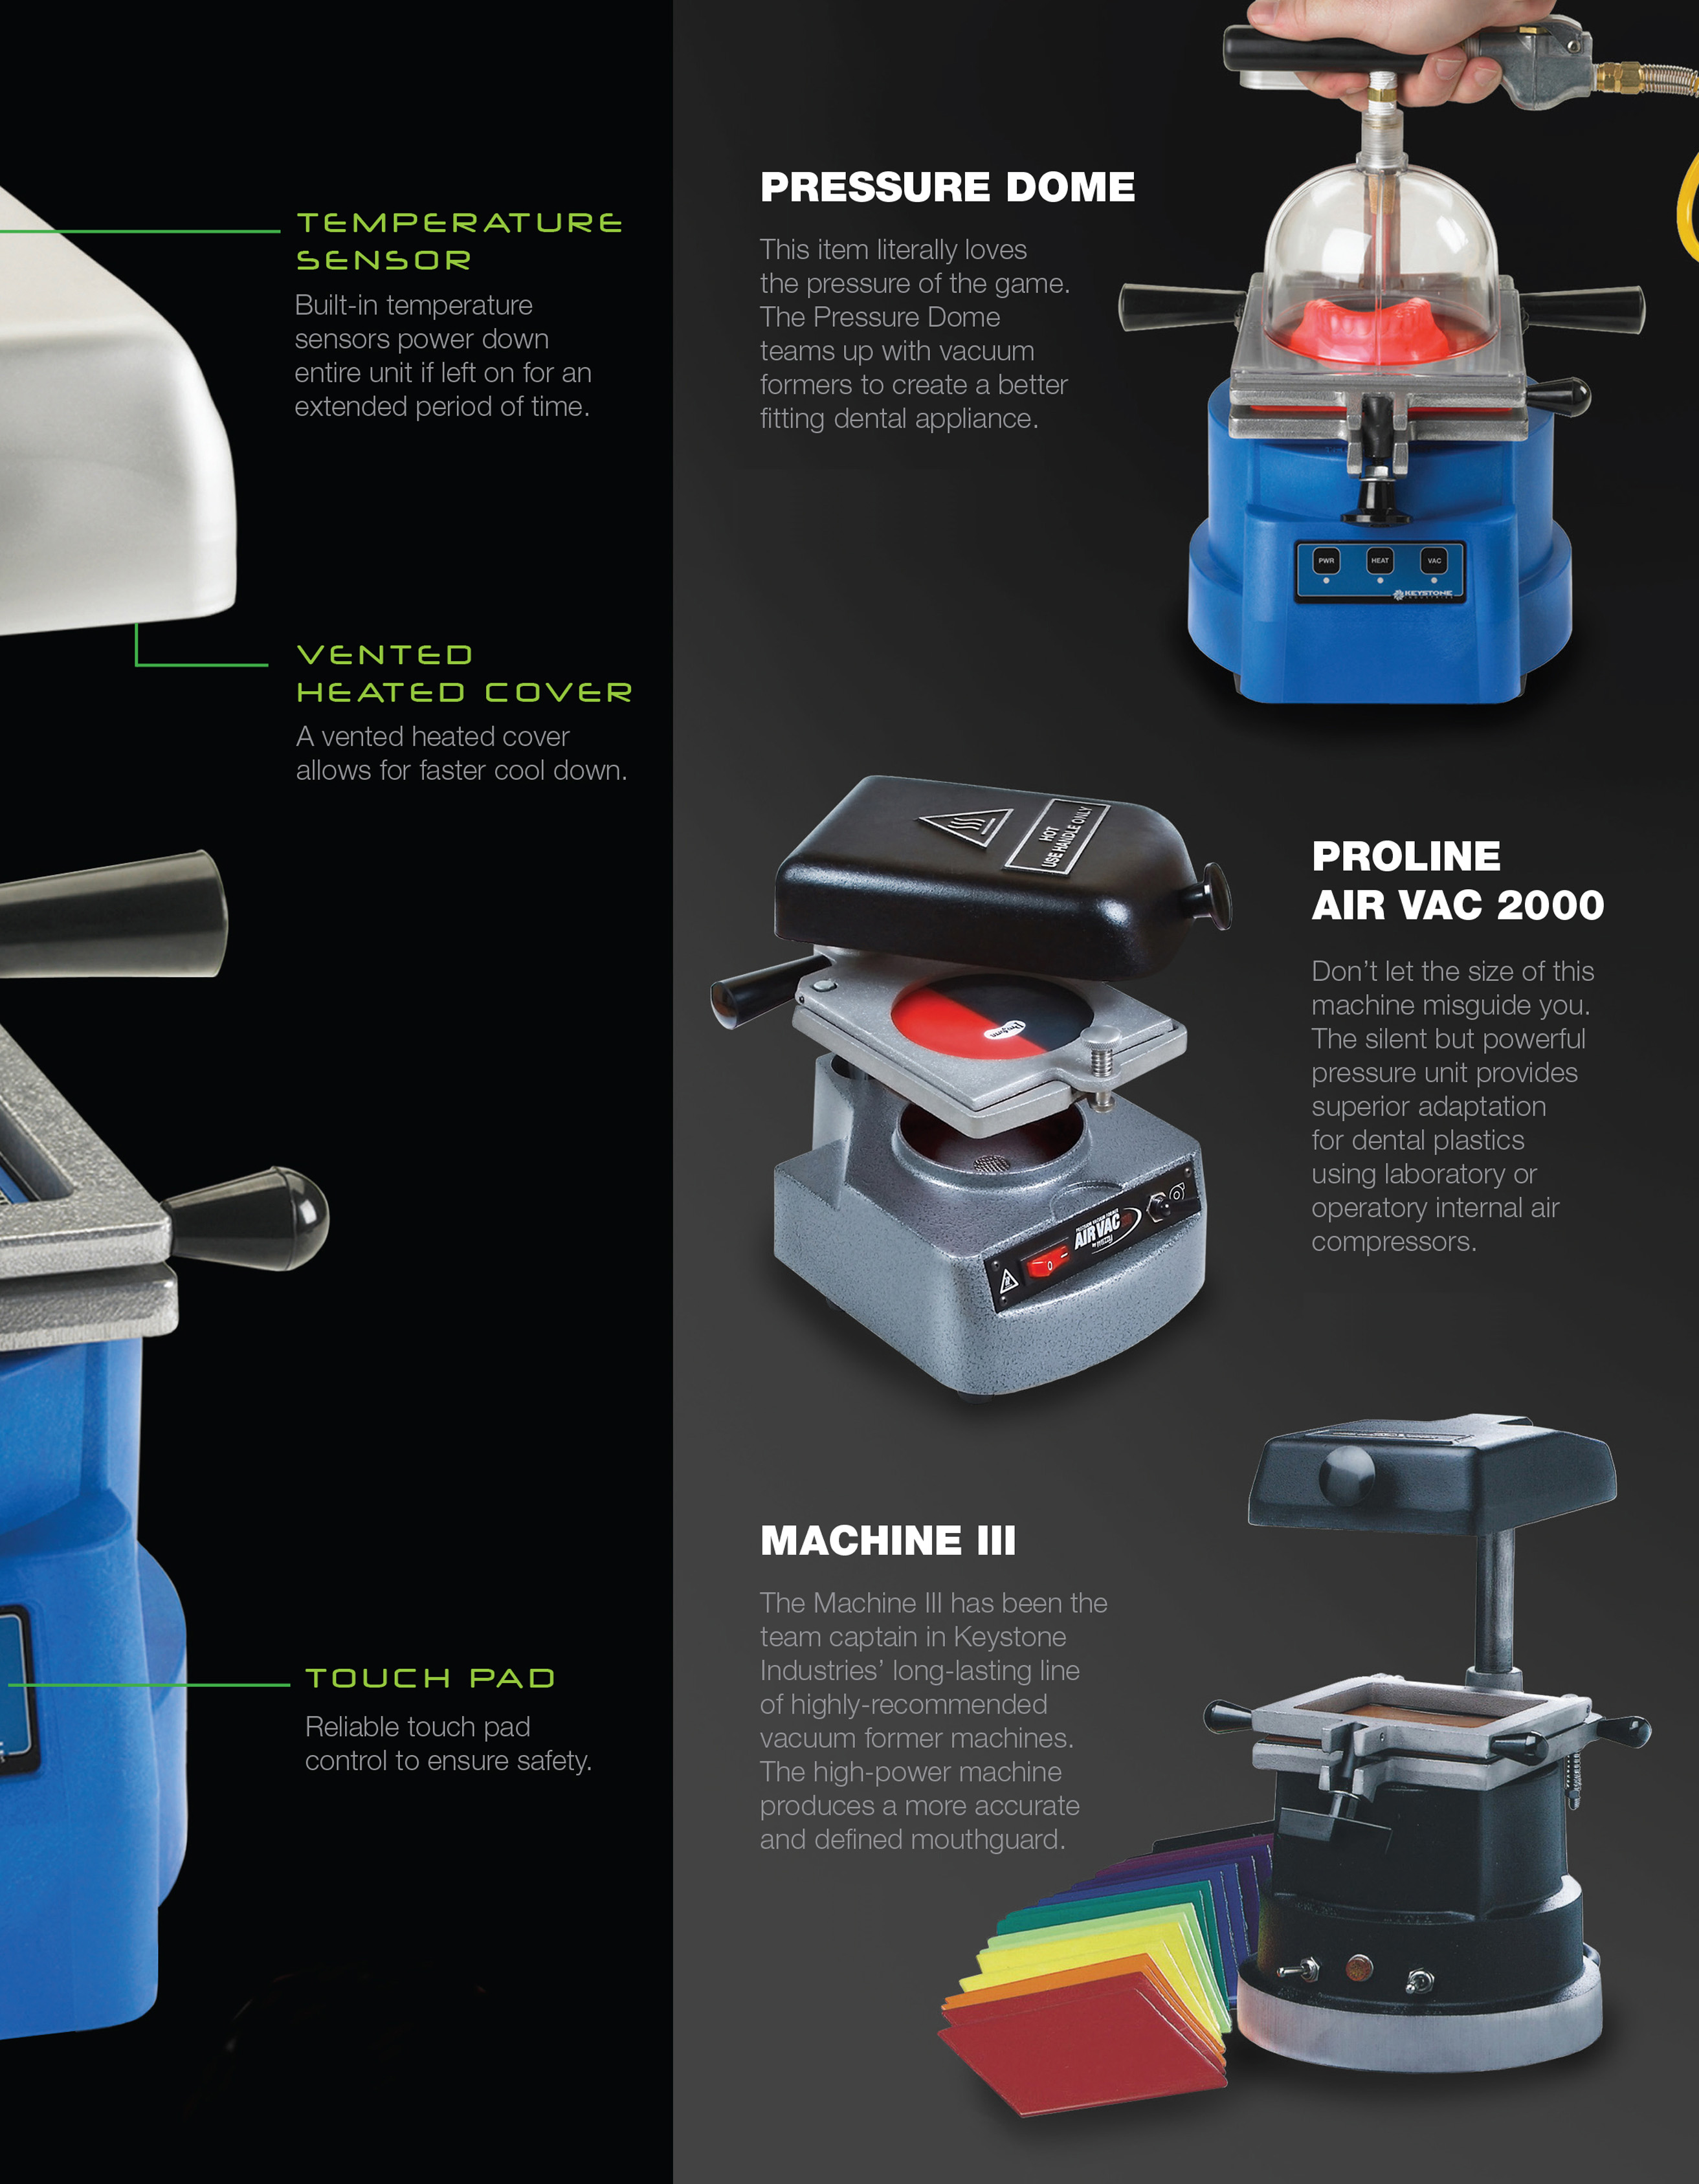 TEMPERATURE
SENSOR
Built-in temperature
sensors power down
entire unit if left on for an
extended period of time.
VENTED
HEATED COVER
A vented heated cover
allows for faster cool down.
TOUCH PAD
Reliable touch pad
control to ensure safety.
PRESSURE DOME
This item literally loves
the pressure of the game.
The Pressure Dome
teams up with vacuum
formers to create a better
fitting dental appliance.
PWR HEAT VAC
KEYSTONE
INDUSTRIES
HOT
USE HANDLE ONLY
Proform
AIR VAC
PROLINE
AIR VAC 2000
Don’t let the size of this
machine misguide you.
The silent but powerful
pressure unit provides
superior adaptation
for dental plastics
using laboratory or
operatory internal air
compressors.
MACHINE III
The Machine III has been the
team captain in Keystone
Industries’ long-lasting line
of highly-recommended
vacuum former machines.
The high-power machine
produces a more accurate
and defined mouthguard.